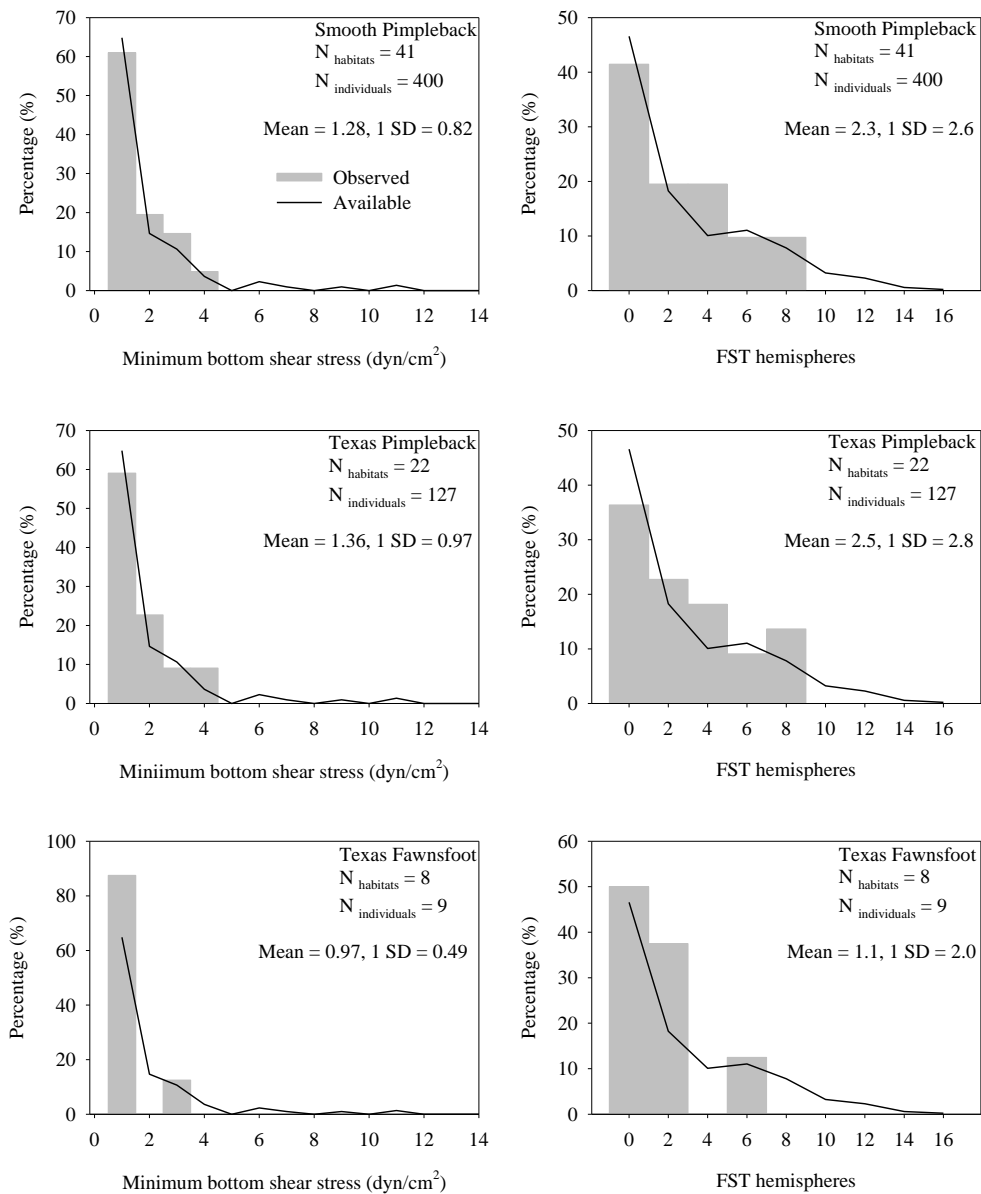 Smooth Pimpleback
N habitats = 41
N individuals = 400
Mean = 1.28, 1 SD = 0.82
Observed
Available
Percentage (%)
70
60
50
40
30
20
10
0
0 2 4 6 8 10 12 14
Minimum bottom shear stress (dyn/cm²)
Smooth Pimpleback
N habitats = 41
N individuals = 400
Mean = 2.3, 1 SD = 2.6
Percentage (%)
50
40
30
20
10
0
0 2 4 6 8 10 12 14 16
FST hemispheres
Texas Pimpleback
N habitats = 22
N individuals = 127
Mean = 1.36, 1 SD = 0.97
Percentage (%)
70
60
50
40
30
20
10
0
0 2 4 6 8 10 12 14
Miniimum bottom shear stress (dyn/cm²)
Texas Pimpleback
N habitats = 22
N individuals = 127
Mean = 2.5, 1 SD = 2.8
Percentage (%)
50
40
30
20
10
0
0 2 4 6 8 10 12 14 16
FST hemispheres
Texas Fawnsfoot
N habitats = 8
N individuals = 9
Mean = 0.97, 1 SD = 0.49
Percentage (%)
100
80
60
40
20
0
0 2 4 6 8 10 12 14
Minimum bottom shear stress (dyn/cm²)
Texas Fawnsfoot
N habitats = 8
N individuals = 9
Mean = 1.1, 1 SD = 2.0
Percentage (%)
60
50
40
30
20
10
0
0 2 4 6 8 10 12 14 16
FST hemispheres